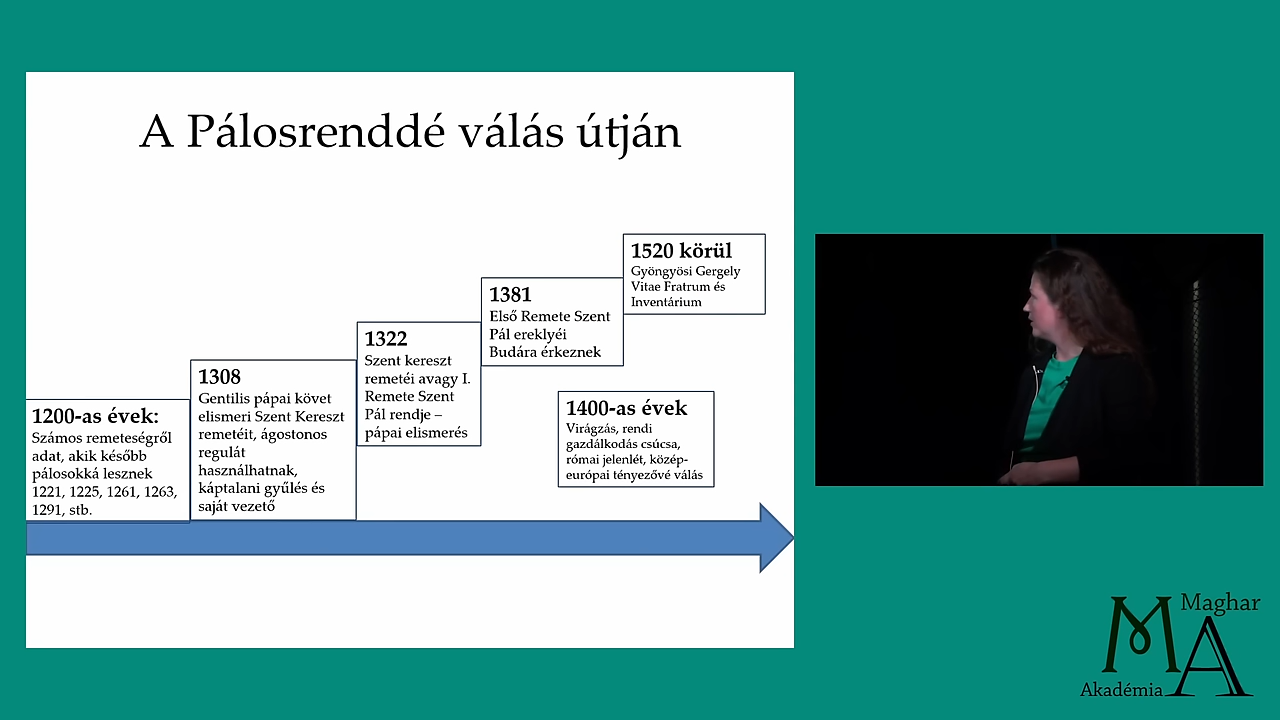 A Pálosrenddé válás útján
1200-as évek:
Számos remeteségről
adat, akik később
pálosokká lesznek
1221, 1225, 1261, 1263,
1291, stb.
1308
Gentilis pápai követ
elismeri Szent Kereszt
remetéit, ágostonos
regulát
használhatnak,
káptalani gyűlés és
saját vezető
1322
Szent kereszt
remetéi avagy I.
Remete Szent
Pál rendje –
pápai elismerés
1381
Első Remete Szent
Pál ereklyéi
Budára érkeznek
1520 körül
Gyöngyösi Gergely
Vitae Fratrum és
Inventárium
1400-as évek
Virágzás, rendi
gazdálkodás csúcsa,
római jelenlét, közép-
európai tényezővé válás
Maghar
MA
Akadémia